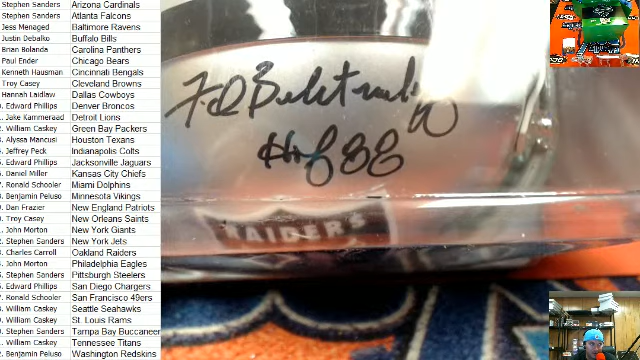 Stephen Sanders Arizona Cardinals
Stephen Sanders Atlanta Falcons
Jess Menaged Baltimore Ravens
Justin Debalko Buffalo Bills
Brian Bolanda Carolina Panthers
Paul Ender Chicago Bears
Kenneth Hausman Cincinnati Bengals
Troy Casey Cleveland Browns
Hannah Laidlaw Dallas Cowboys
Edward Phillips Denver Broncos
Jake Kammeraad Detroit Lions
William Caskey Green Bay Packers
Alyssa Mancusi Houston Texans
Jeffrey Peck Indianapolis Colts
Edward Phillips Jacksonville Jaguars
Daniel Miller Kansas City Chiefs
Ronald Schooler Miami Dolphins
Benjamin Peluso Minnesota Vikings
Dan Frazier New England Patriots
Troy Casey New Orleans Saints
John Morton New York Giants
Stephen Sanders New York Jets
Charles Carroll Oakland Raiders
John Morton Philadelphia Eagles
Stephen Sanders Pittsburgh Steelers
Edward Phillips San Diego Chargers
Ronald Schooler San Francisco 49ers
William Caskey Seattle Seahawks
William Caskey St. Louis Rams
Stephen Sanders Tampa Bay Buccaneer
William Caskey Tennessee Titans
Benjamin Peluso Washington Redskins
Hof 88
RAIDERS